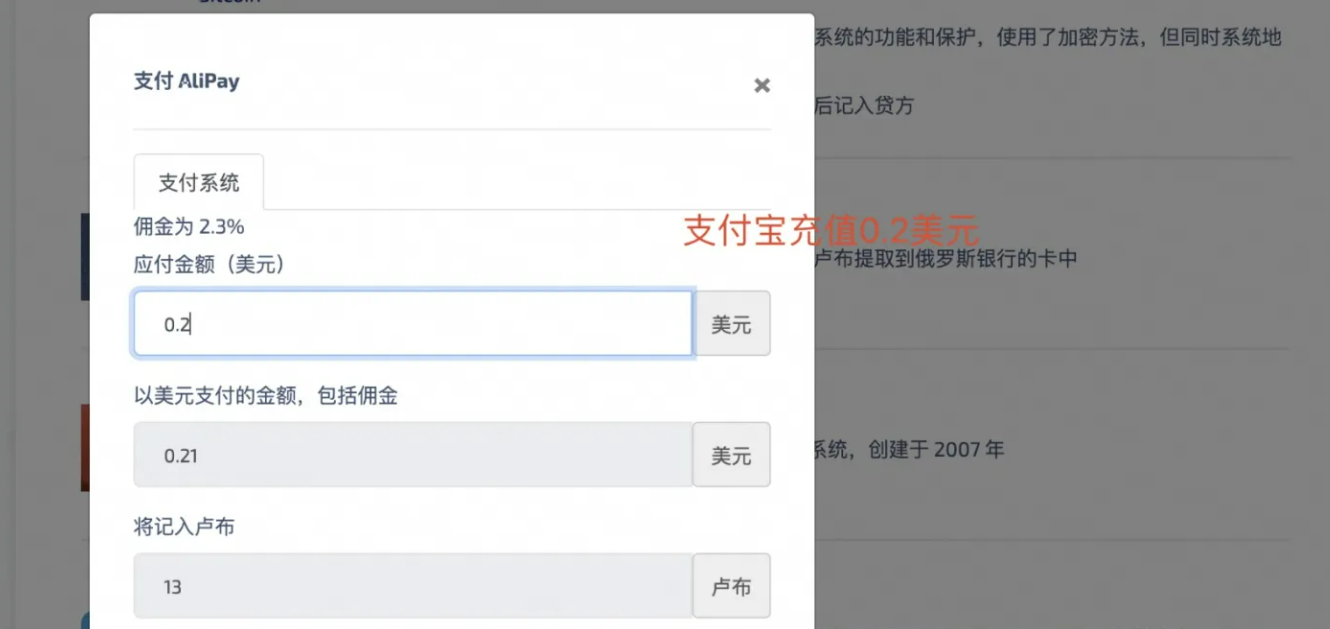 系统的功能和保护，使用了加密方法，但同时系统地
支付 AliPay
后记入贷方
支付系统
佣金为 2.3%
支付宝充值0.2美元
应付金额（美元）
卢布提取到俄罗斯银行的卡中
0.2
美元
以美元支付的金额，包括佣金
0.21
美元
系统，创建于 2007 年
将记入卢布
13
卢布